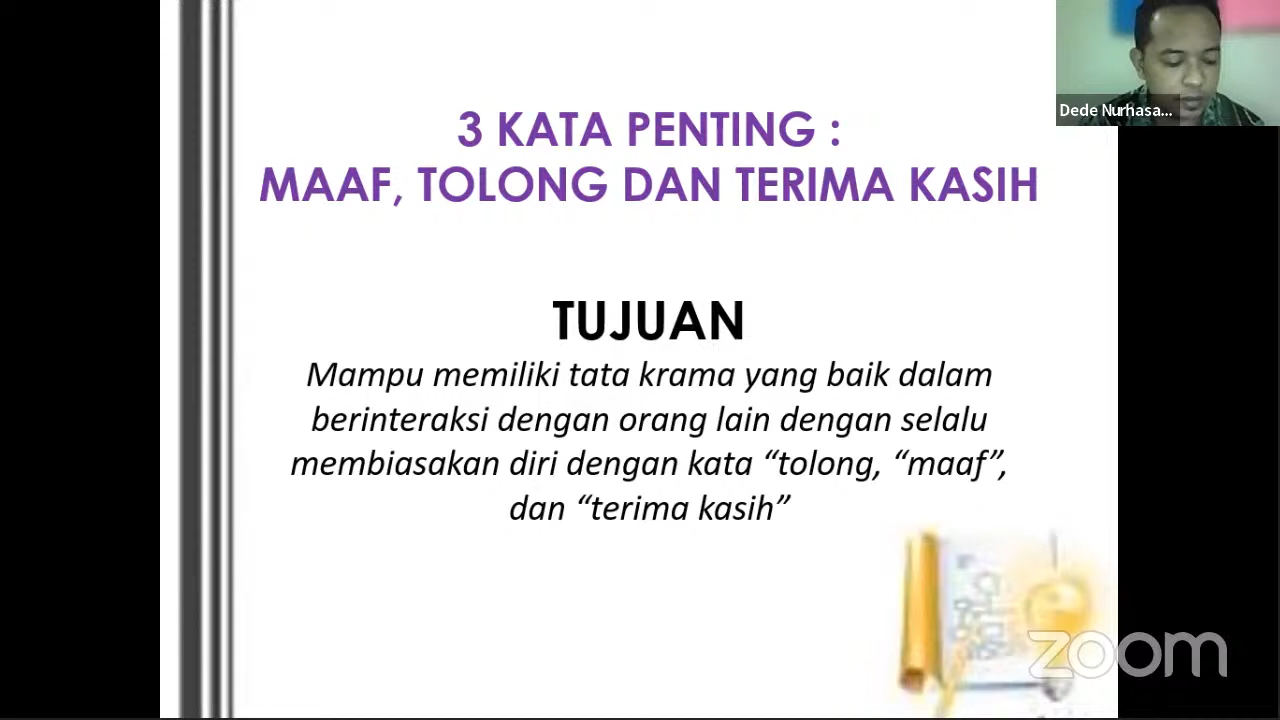 3 KATA PENTING :
MAAF, TOLONG DAN TERIMA KASIH
TUJUAN
Mampu memiliki tata krama yang baik dalam
berinteraksi dengan orang lain dengan selalu
membiasakan diri dengan kata “tolong, “maaf”,
dan “terima kasih”
Dede Nurhasa...
zoom